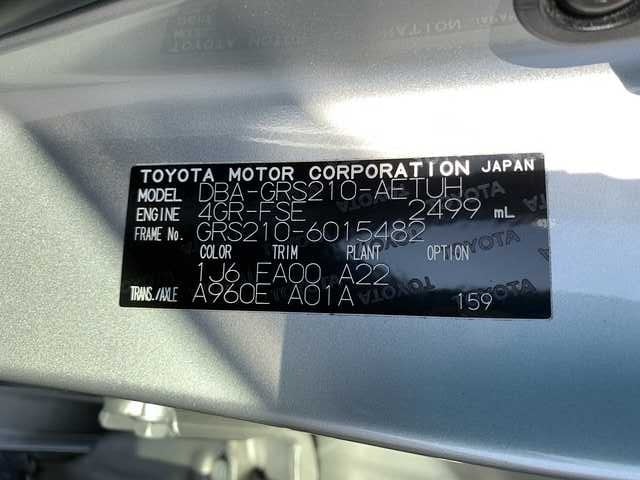 TOYOTA MOTOR CORPORATION JAPAN
MODEL DBA-GRS210-AETUH
ENGINE 4GR-FSE 2499 mL
FRAME No. GRS210-6015482
COLOR TRIM PLANT OPTION
1J6 FA00 A22
TRANS./AXLE A960E A01A 159